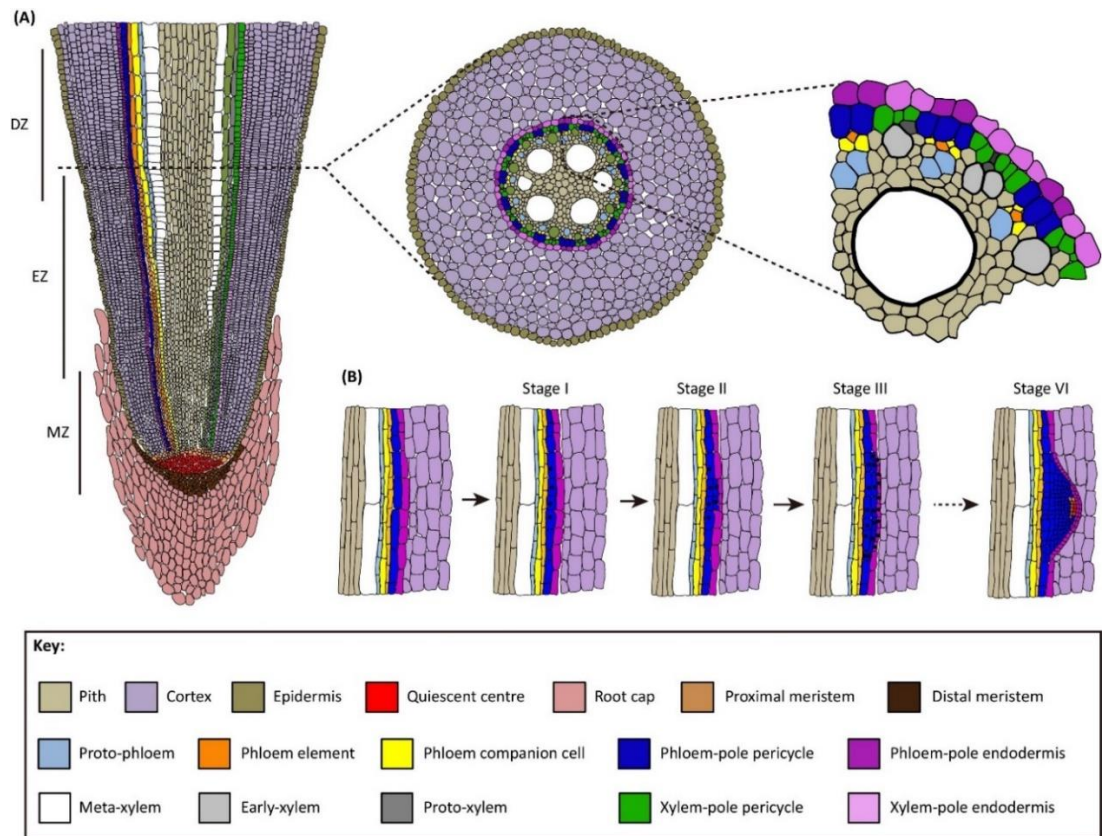 (A)
DZ
EZ
MZ
(B)
Stage I
Stage II
Stage III
Stage VI
Key:
Pith Cortex Epidermis Quiescent centre Root cap Proximal meristem Distal meristem
Proto-phloem Phloem element Phloem companion cell Phloem-pole pericycle Phloem-pole endodermis
Meta-xylem Early-xylem Proto-xylem Xylem-pole pericycle Xylem-pole endodermis